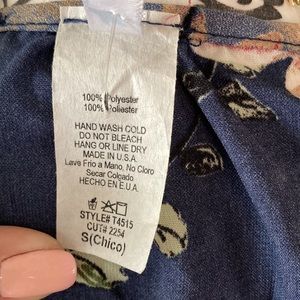 100% Polyester
100% Poliester
HAND WASH COLD
DO NOT BLEACH
HANG OR LINE DRY
MADE IN U.S.A.
Lave Frio a Mano, No Cloro
Secar Colgado
HECHO EN E.U.A.
STYLE# T4515
CUT# 2254
S(Chico)